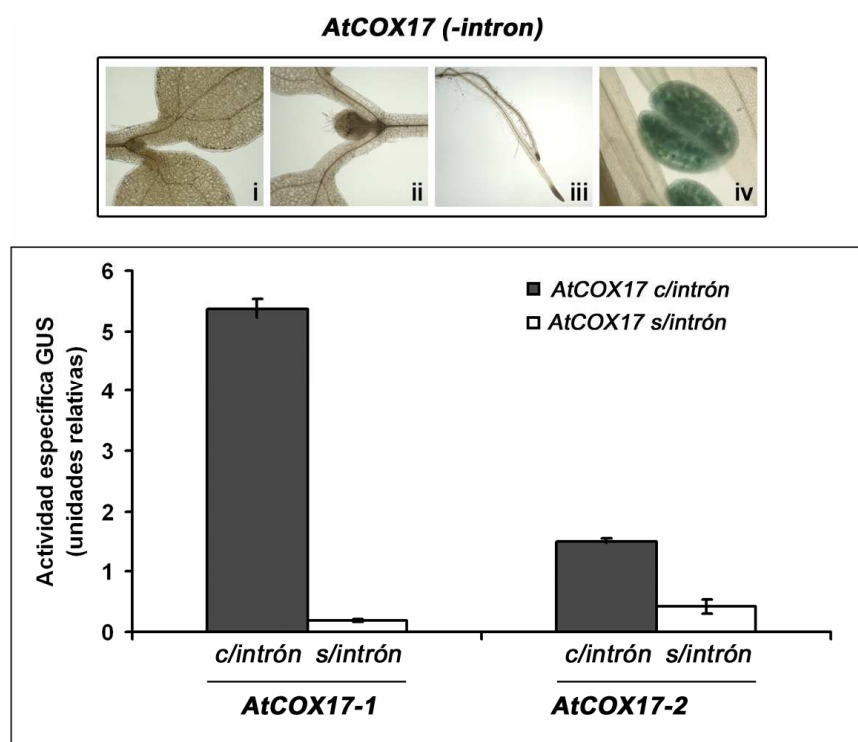 AtCOX17 (-intron)
i ii iii iv
6
5
4
3
2
1
0
Actividad específica GUS
(unidades relativas)
AtCOX17 c/intrón
AtCOX17 s/intrón
c/intrón s/intrón c/intrón s/intrón
AtCOX17-1 AtCOX17-2